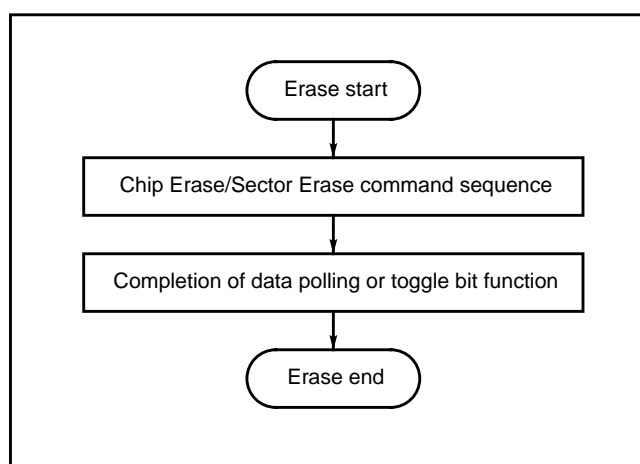 Erase start
Chip Erase/Sector Erase command sequence
Completion of data polling or toggle bit function
Erase end